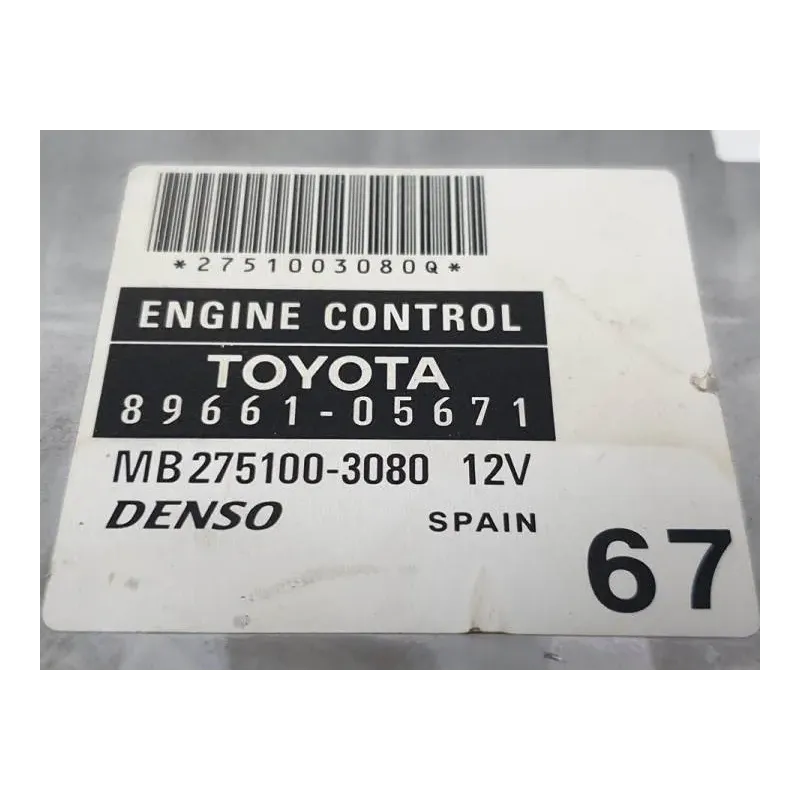 *2751003080Q*
ENGINE CONTROL
TOYOTA
89661-05671
MB275100-3080 12V
DENSO SPAIN
67